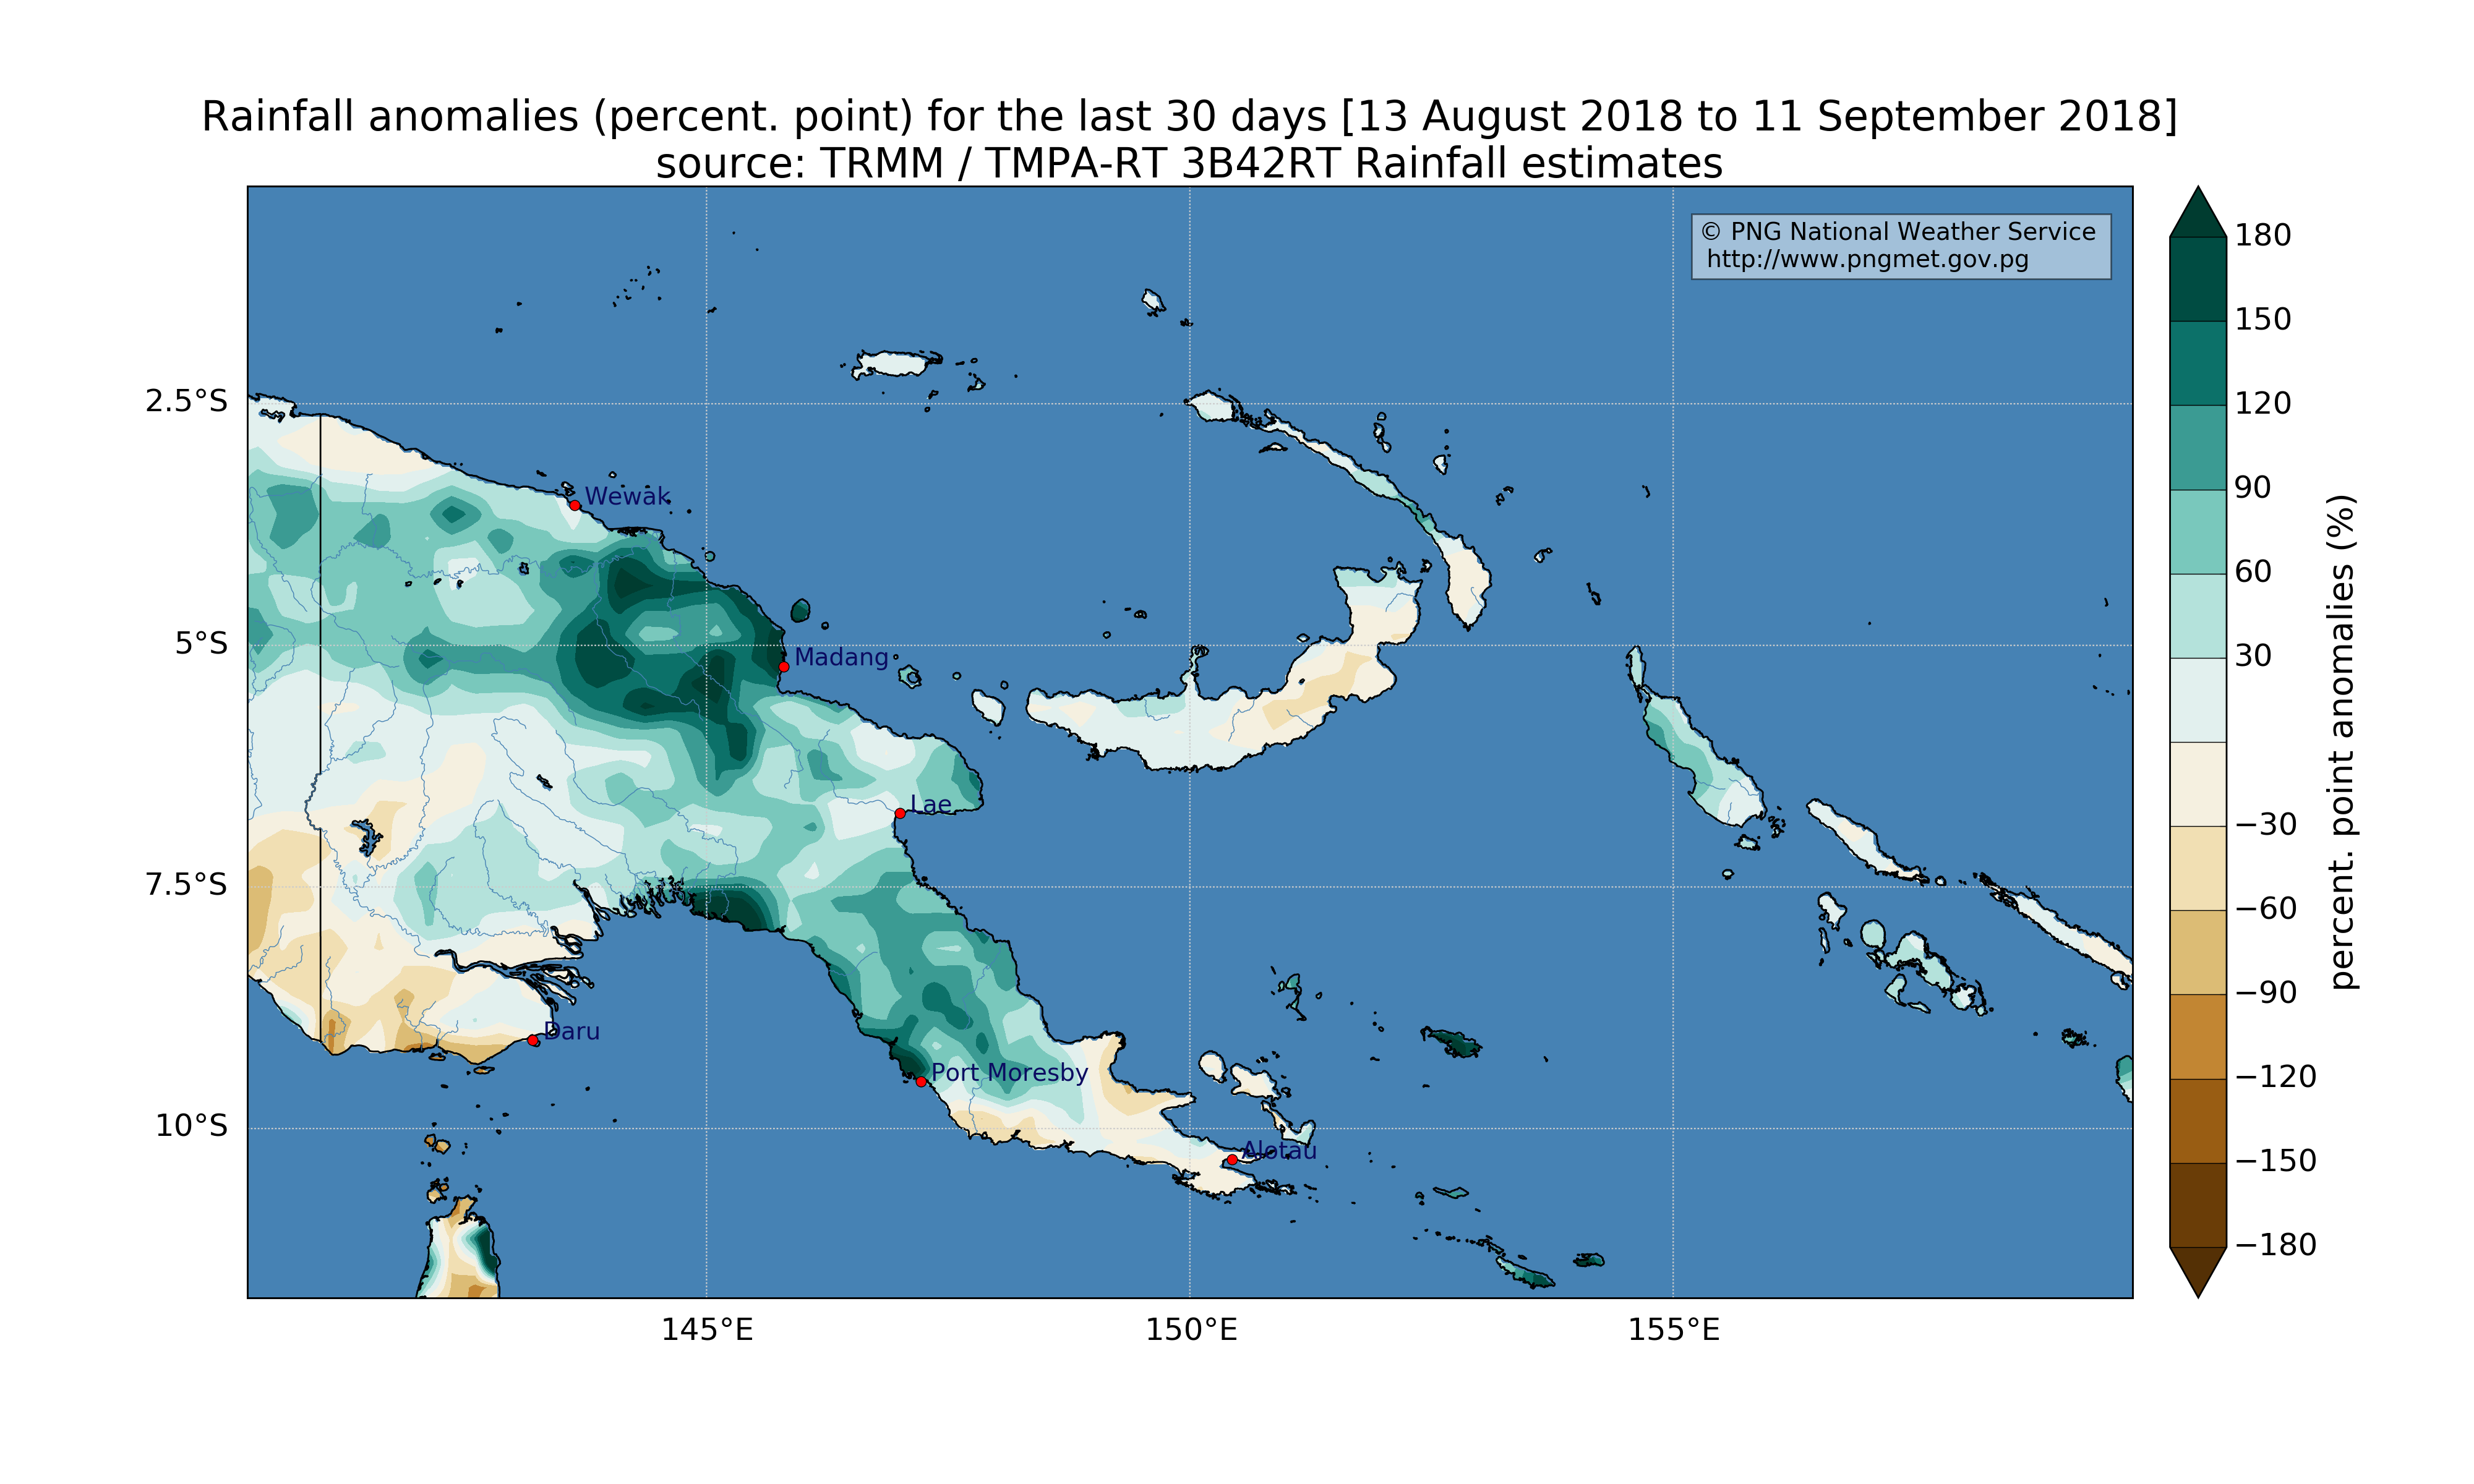 Rainfall anomalies (percent. point) for the last 30 days [13 August 2018 to 11 September 2018]
source: TRMM / TMPA-RT 3B42RT Rainfall estimates
© PNG National Weather Service
http://www.pngmet.gov.pg
2.5°S
5°S
7.5°S
10°S
Wewak
Madang
Lae
Daru
Port Moresby
Alotau
145°E
150°E
155°E
180
150
120
90
60
30
−30
−60
−90
−120
−150
−180
percent. point anomalies (%)